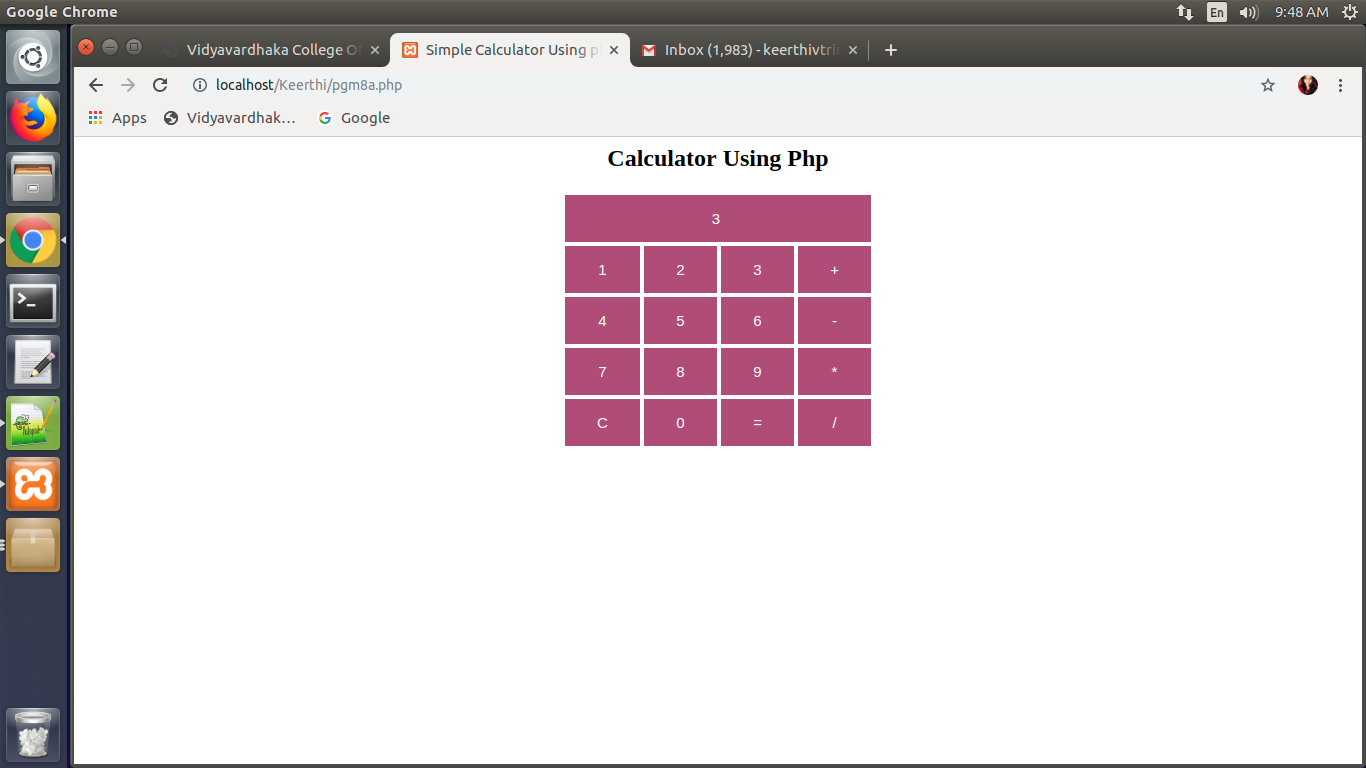 Google Chrome
En
9:48 AM
Vidyavardhaka College O
Simple Calculator Using p
Inbox (1,983) - keerthivtri
localhost/Keerthi/pgm8a.php
Apps
Vidyavardhak...
Google
Calculator Using Php
3
1 2 3 +
4 5 6 -
7 8 9 *
C 0 = /